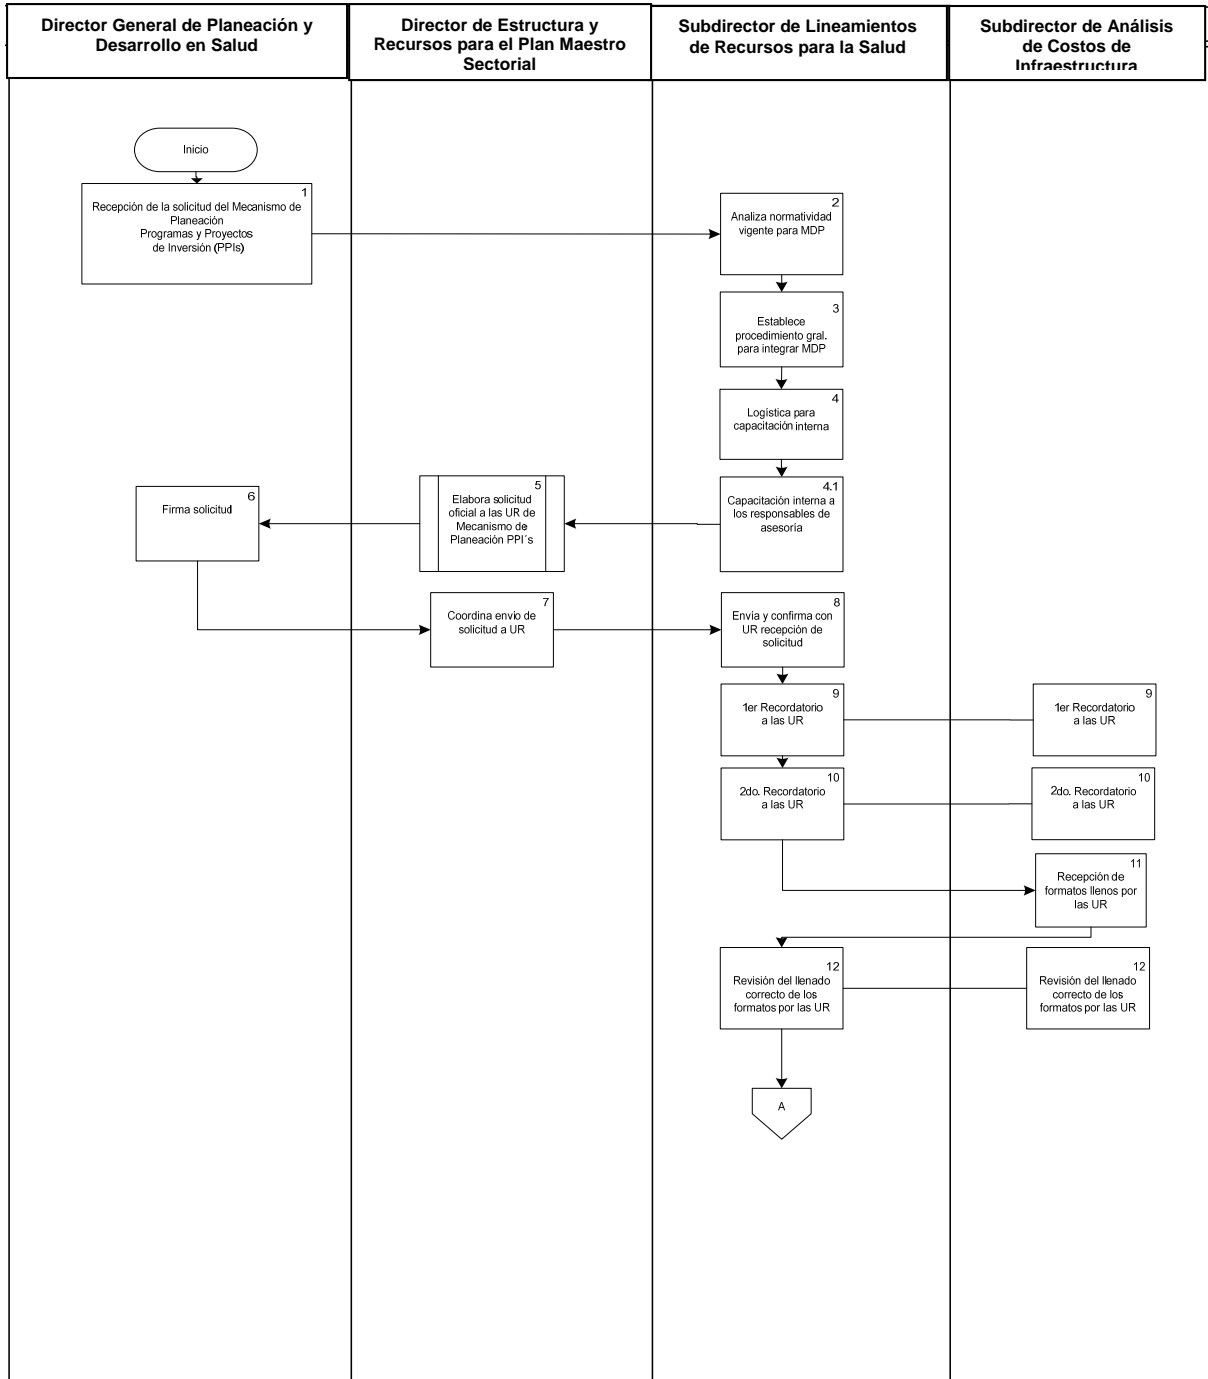 Director General de Planeación y
Desarrollo en Salud
Director de Estructura y
Recursos para el Plan Maestro
Sectorial
Subdirector de Lineamientos
de Recursos para la Salud
Subdirector de Análisis
de Costos de
Infraestructura
Inicio
1
Recepción de la solicitud del Mecanismo de
Planeación
Programas y Proyectos
de Inversión (PPIs)
2
Analiza normatividad
vigente para MDP
3
Establece
procedimiento gral.
para integrar MDP
4
Logística para
capacitación interna
4.1
Capacitación interna a
los responsables de
asesoría
5
Elabora solicitud
oficial a las UR de
Mecanismo de
Planeación PPI´s
6
Firma solicitud
7
Coordina envío de
solicitud a UR
8
Envía y confirma con
UR recepción de
solicitud
9
1er Recordatorio
a las UR
9
1er Recordatorio
a las UR
10
2do. Recordatorio
a las UR
10
2do. Recordatorio
a las UR
11
Recepción de
formatos llenos por
las UR
12
Revisión del llenado
correcto de los
formatos por las UR
12
Revisión del llenado
correcto de los
formatos por las UR
A